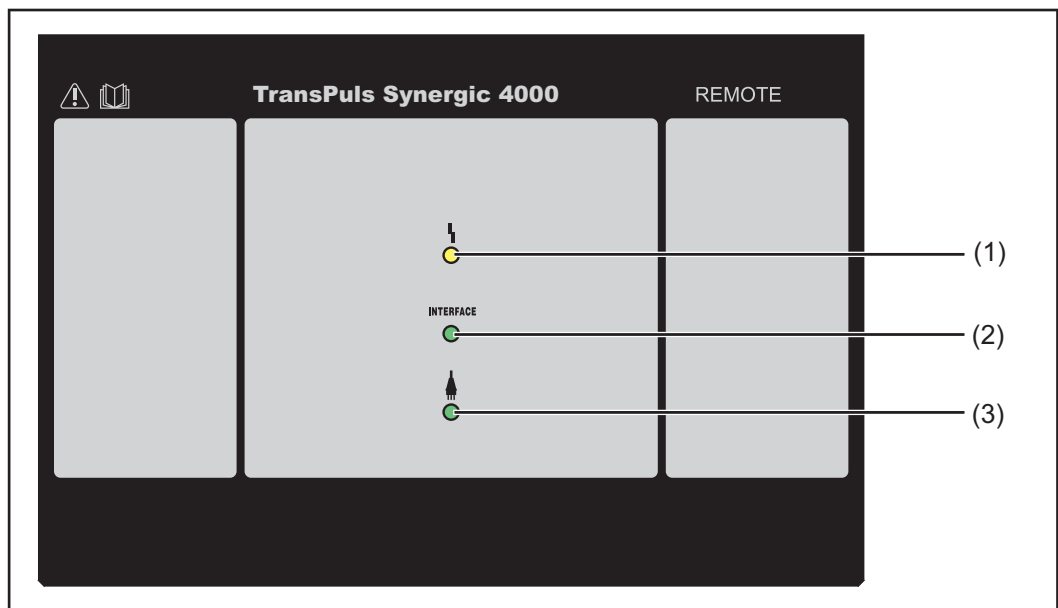 TransPuls Synergic 4000
REMOTE
(1)
INTERFACE
(2)
(3)